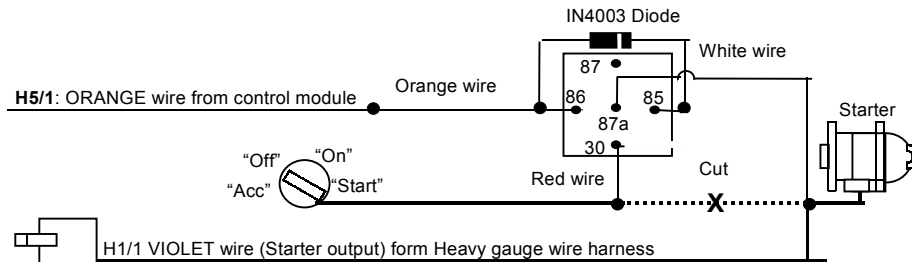 IN4003 Diode
White wire
87
H5/1: ORANGE wire from control module
Orange wire
86
85
87a
Starter
30
"Off"
"On"
"Acc"
"Start"
Red wire
Cut
X
H1/1 VIOLET wire (Starter output) form Heavy gauge wire harness